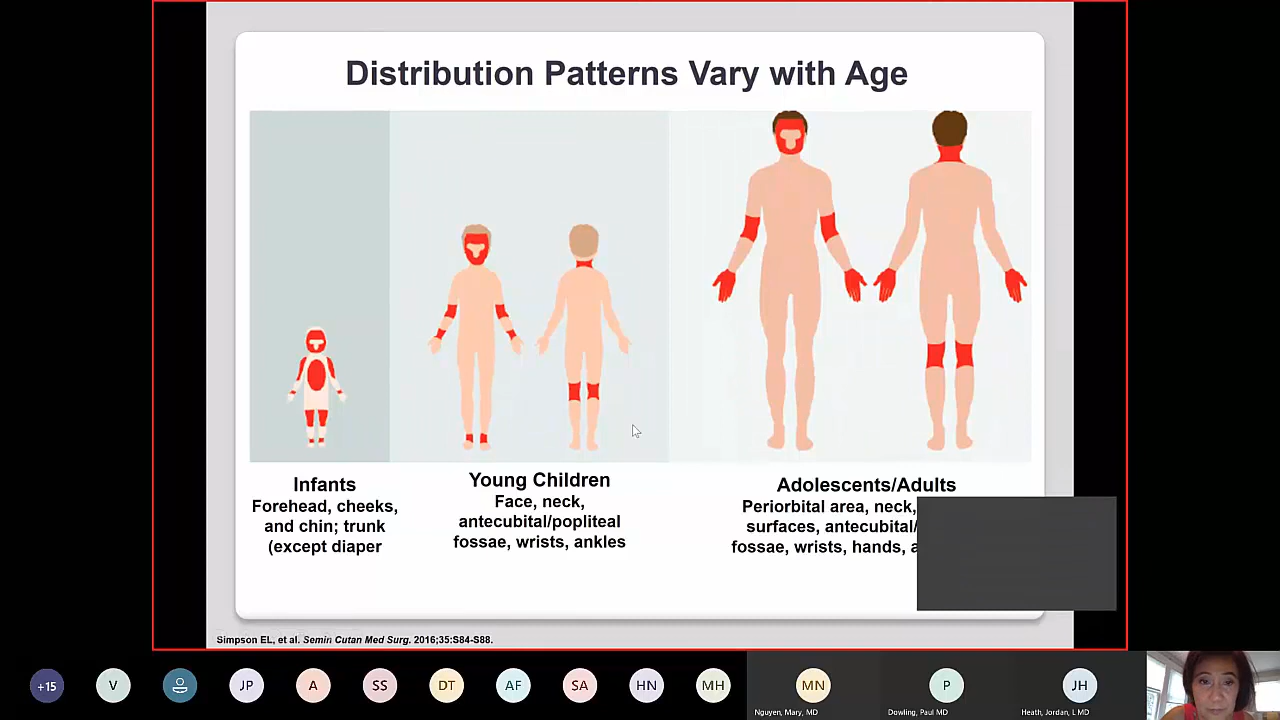 Distribution Patterns Vary with Age
Infants
Forehead, cheeks,
and chin; trunk
(except diaper
Young Children
Face, neck,
antecubital/popliteal
fossae, wrists, ankles
Adolescents/Adults
Periorbital area, neck,
surfaces, antecubital/
fossae, wrists, hands,
Simpson EL, et al. Semin Cutan Med Surg. 2016;35:S84-S88.
+15
V
JP
A
SS
DT
AF
SA
HN
MH
MN
P
JH
Nguyen, Mary, MD
Dowling, Paul MD
Heath, Jordan, L MD